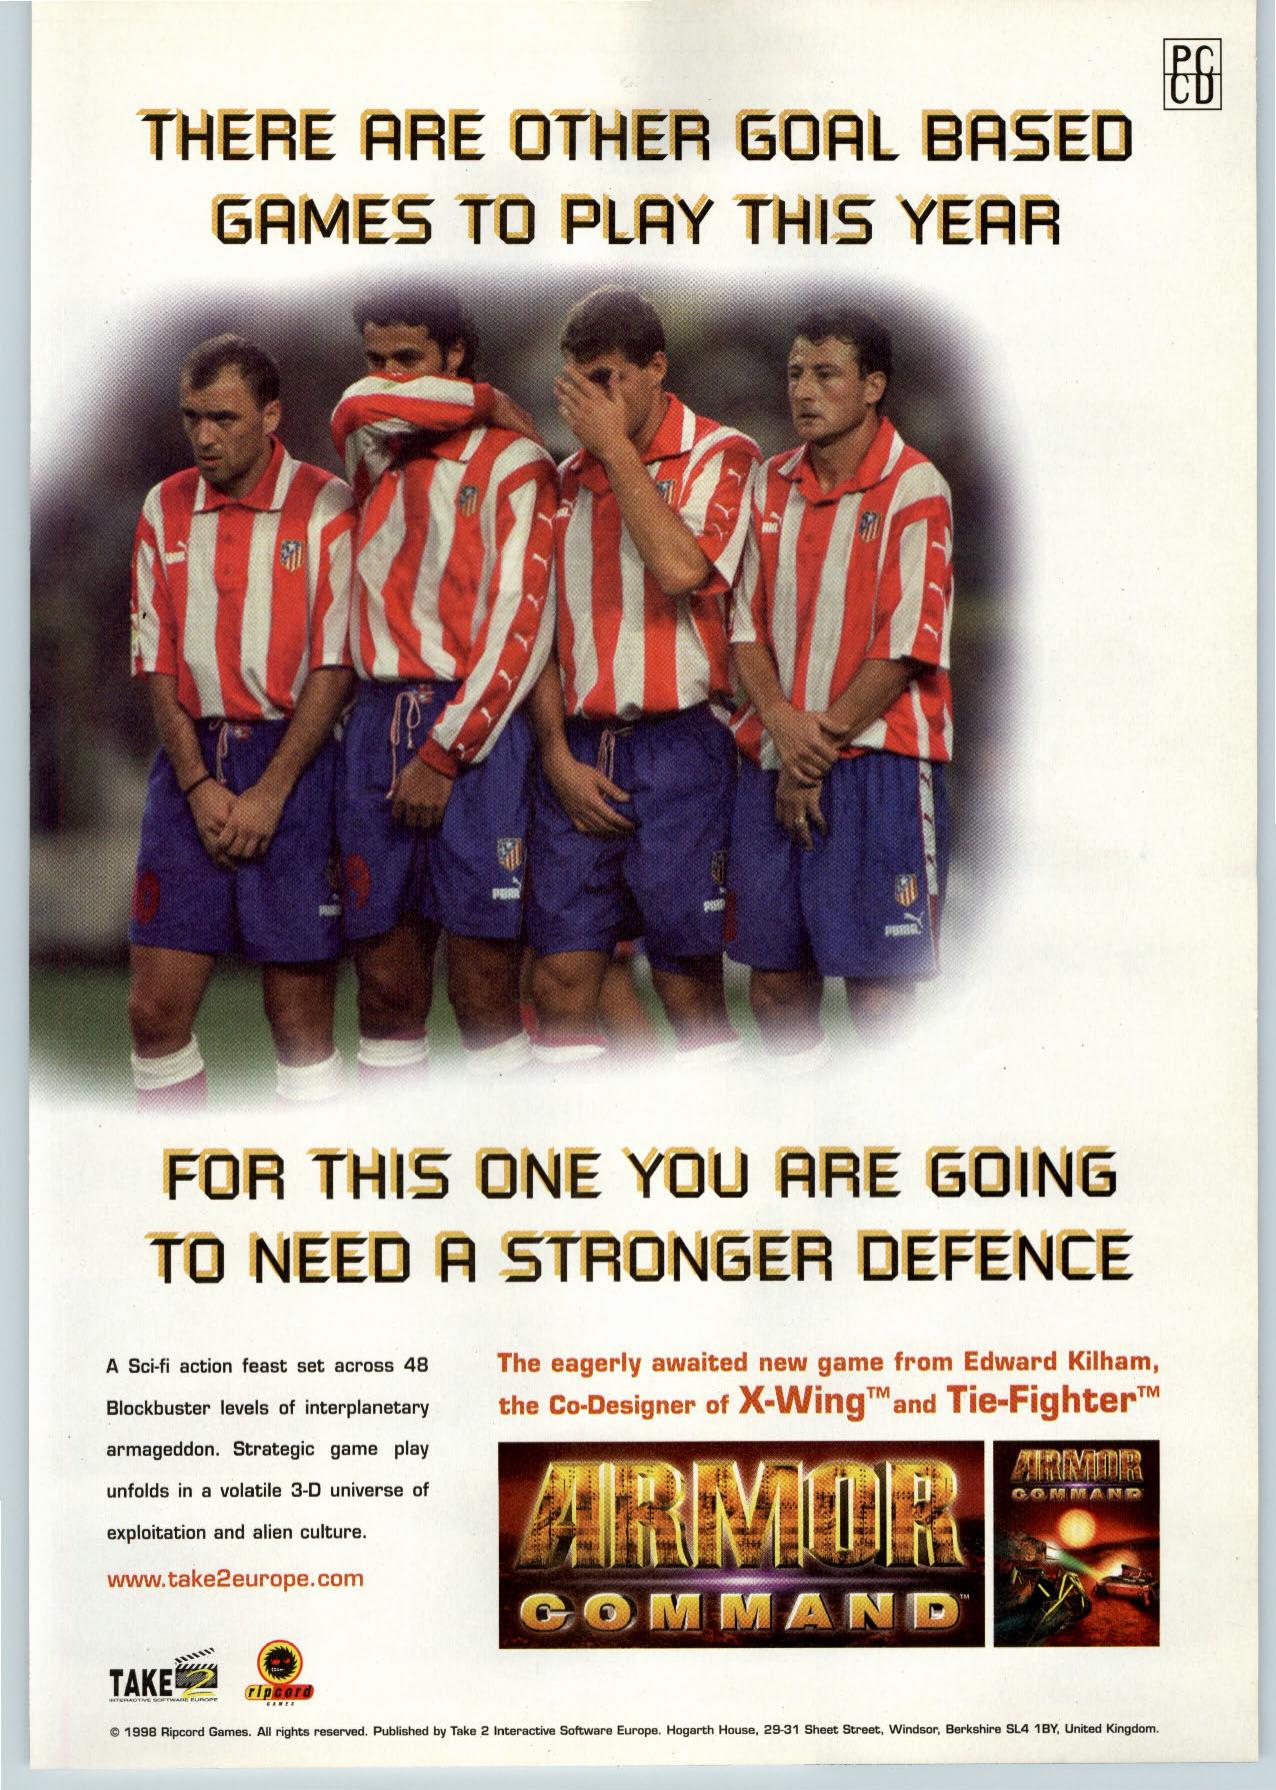 PC
CD
THERE ARE OTHER GOAL BASED
GAMES TO PLAY THIS YEAR
PUMA
PUMA
FOR THIS ONE YOU ARE GOING
TO NEED A STRONGER DEFENCE
A Sci-fi action feast set across 48
Blockbuster levels of interplanetary
armageddon. Strategic game play
unfolds in a volatile 3-D universe of
exploitation and alien culture.
www.take2europe.com
The eagerly awaited new game from Edward Kilham,
the Co-Designer of X-Wing™ and Tie-Fighter™
ARMOR
COMMAND™
ARMOR
COMMAND
TAKE 2
INTERACTIVE SOFTWARE EUROPE
ripcord
GAMES
© 1998 Ripcord Games. All rights reserved. Published by Take 2 Interactive Software Europe. Hogarth House, 29-31 Sheet Street, Windsor, Berkshire SL4 1BY, United Kingdom.